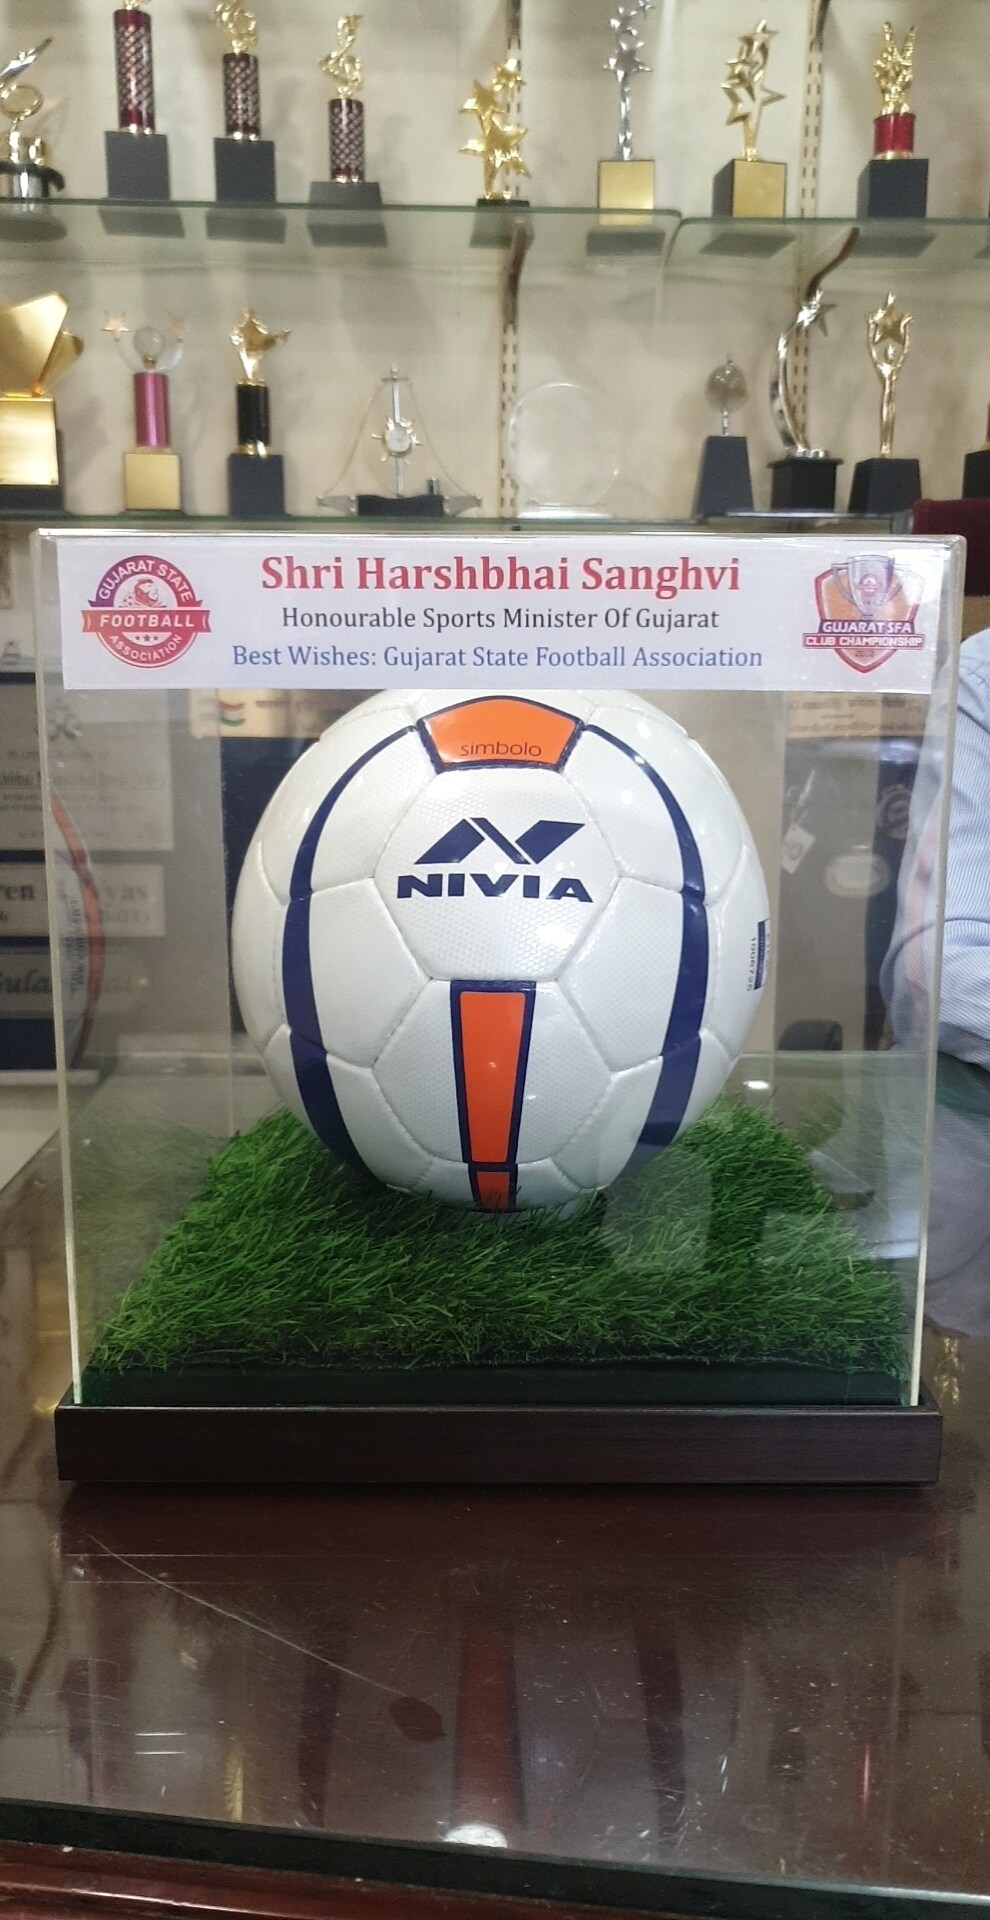 GUJARAT STATE
FOOTBALL
ASSOCIATION
Shri Harshbhai Sanghvi
Honourable Sports Minister Of Gujarat
Best Wishes: Gujarat State Football Association
GUJARAT SFA
CLUB CHAMPIONSHIP
simbolo
NIVIA